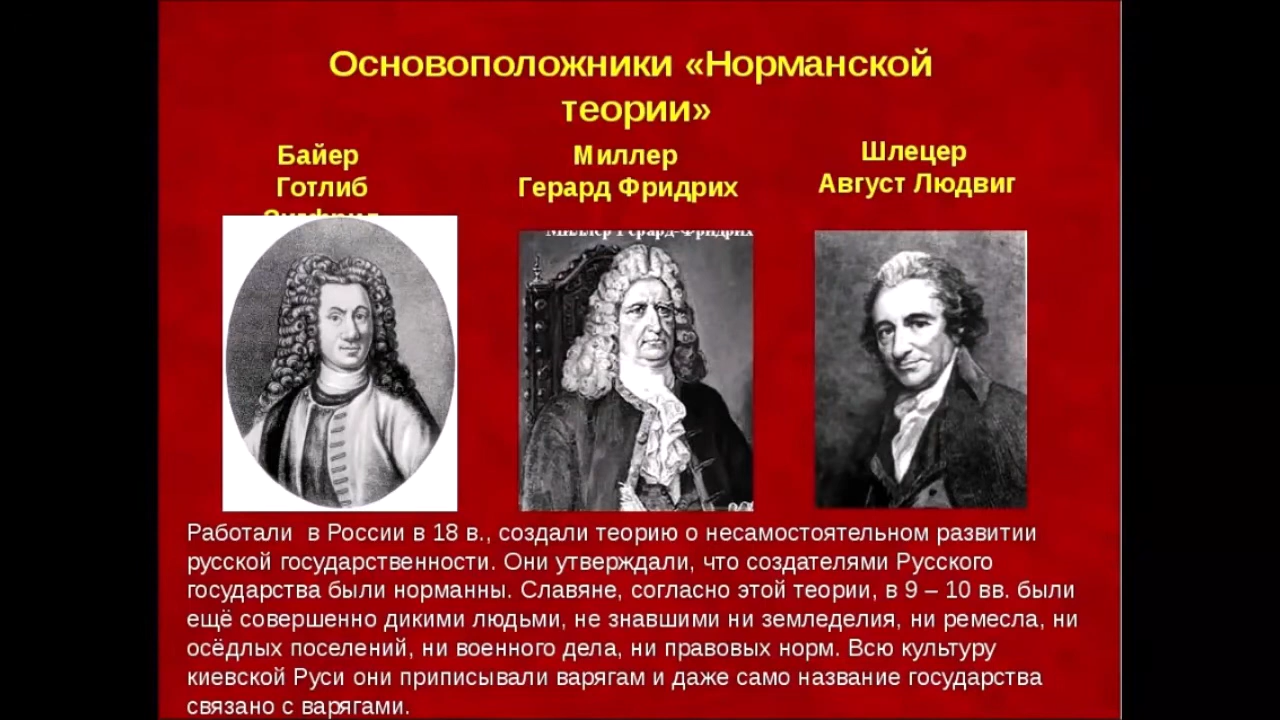 Основоположники «Норманской
теории»
Байер
Готлиб
Миллер
Герард Фридрих
Шлецер
Август Людвиг
Миллер Герард-Фридрих
Работали в России в 18 в., создали теорию о несамостоятельном развитии
русской государственности. Они утверждали, что создателями Русского
государства были норманны. Славяне, согласно этой теории, в 9 – 10 вв. были
ещё совершенно дикими людьми, не знавшими ни земледелия, ни ремесла, ни
осёдлых поселений, ни военного дела, ни правовых норм. Всю культуру
киевской Руси они приписывали варягам и даже само название государства
связано с варягами.